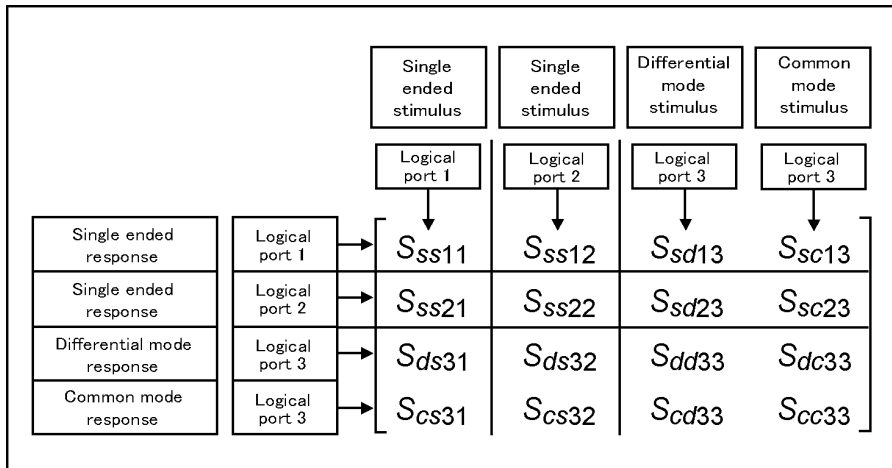 Single ended stimulus
Single ended stimulus
Differential mode stimulus
Common mode stimulus
Logical port 1
Logical port 2
Logical port 3
Logical port 3
Single ended response
Logical port 1
Sss11 Sss12 Ssd13 Ssc13
Single ended response
Logical port 2
Sss21 Sss22 Ssd23 Ssc23
Differential mode response
Logical port 3
Sds31 Sds32 Sdd33 Sdc33
Common mode response
Logical port 3
Scs31 Scs32 Scd33 Scc33